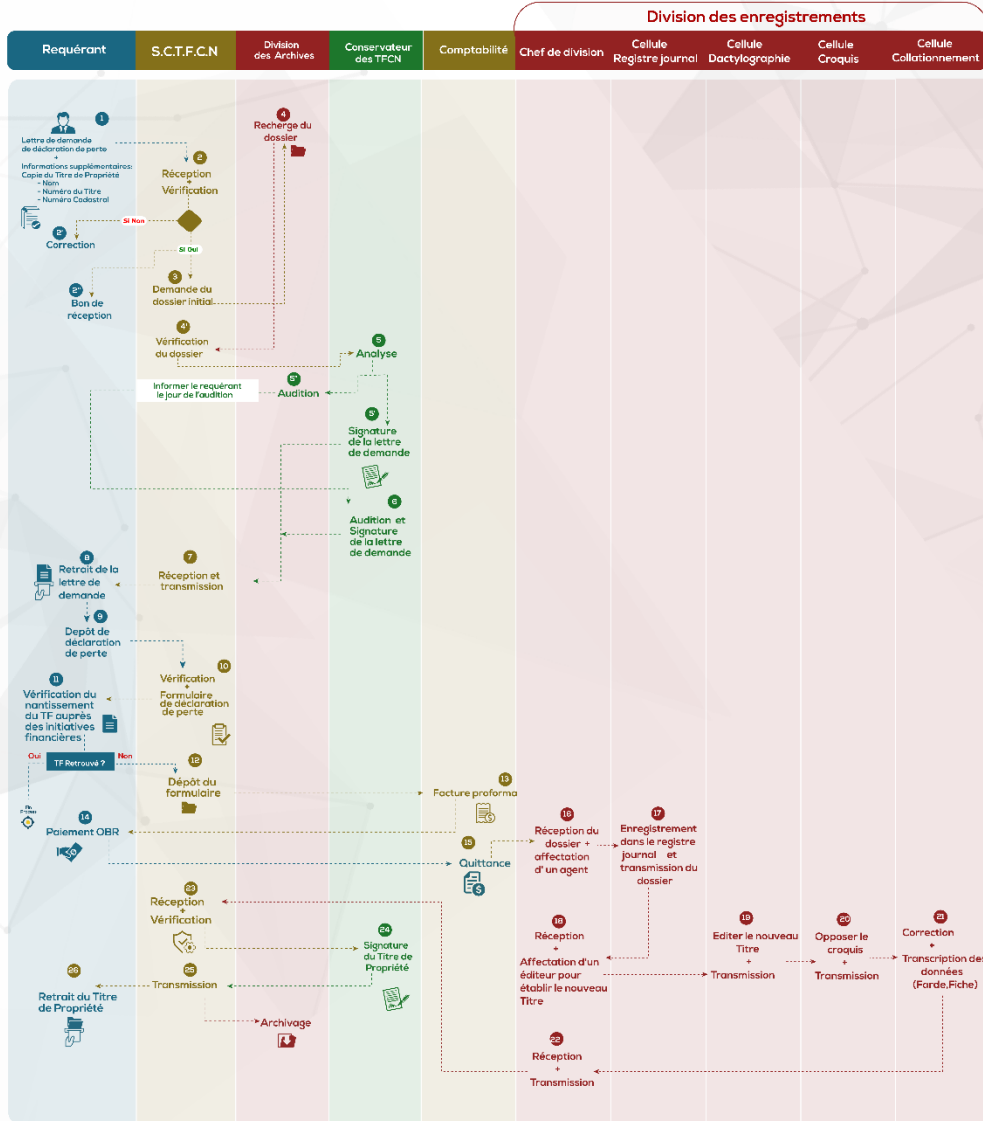 Division des enregistrements
Requérant
S.C.T.F.C.N
Division
des Archives
Conservateur
des TFCN
Comptabilité
Chef de division
Cellule
Registre journal
Cellule
Dactylographie
Cellule
Croquis
Cellule
Collationnement
1
Lettre de demande
de déclaration de perte
+
Informations supplémentaires:
Copie du Titre de Propriété
- Nom
- Numéro du Titre
- Numéro Cadastral
2
Réception
+
Vérification
4
Recherge du
dossier
Si Non
2'
Correction
Si Oui
2''
Bon de
réception
3
Demande du
dossier initial
4'
Vérification
du dossier
5
Analyse
Informer le requérant
le jour de l'audition
5''
Audition
5'
Signature
de la lettre
de demande
6
Audition et
Signature
de la lettre
de demande
7
Réception et
transmission
8
Retrait de la
lettre de
demande
9
Depôt de
déclaration
de perte
10
Vérification
+
Formulaire
de déclaration
de perte
11
Vérification du
nantissement
du TF auprès
des initiatives
financières
Oui
TF Retrouvé ?
Non
12
Dépôt du
formulaire
13
Facture proforma
14
Paiement OBR
15
Quittance
16
Réception du
dossier +
affectation
d' un agent
17
Enregistrement
dans le registre
journal et
transmission du
dossier
18
Réception
+
Affectation d'un
éditeur pour
établir le nouveau
Titre
19
Editer le nouveau
Titre
+
Transmission
20
Opposer le
croquis
+
Transmission
21
Correction
+
Transcription des
données
(Farde,Fiche)
22
Réception
+
Transmission
23
Réception
+
Vérification
24
Signature
du Titre de
Propriété
25
Transmission
26
Retrait du Titre
de Propriété
Archivage